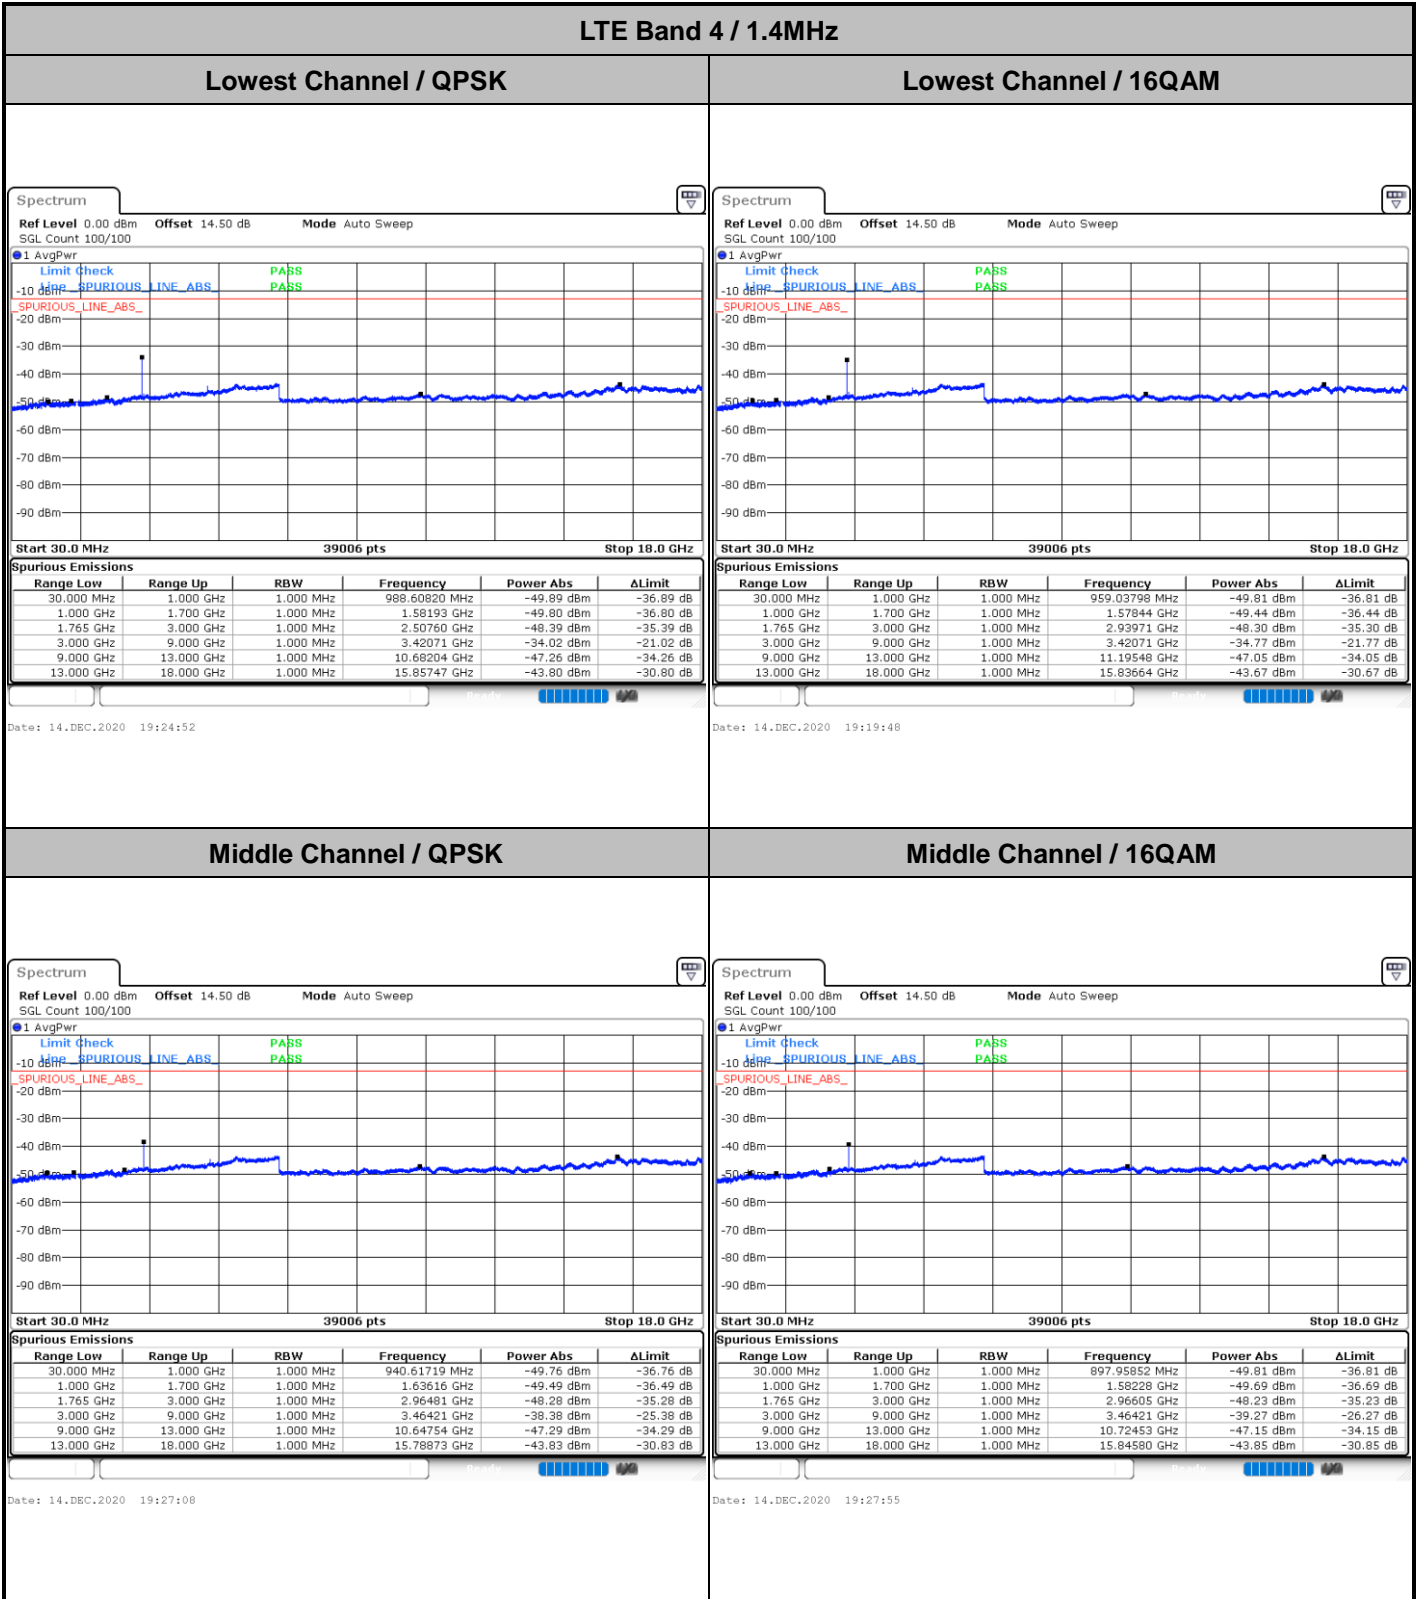 LTE Band 4 / 1.4MHz
Lowest Channel / QPSK
Lowest Channel / 16QAM
Spectrum
Ref Level 0.00 dBm Offset 14.50 dB Mode Auto Sweep
SGL Count 100/100
1 AvgPwr
Limit Check PASS
-10 dBm Line _SPURIOUS_LINE_ABS_ PASS
_SPURIOUS_LINE_ABS_
-20 dBm
-30 dBm
-40 dBm
-50 dBm
-60 dBm
-70 dBm
-80 dBm
-90 dBm
Start 30.0 MHz 39006 pts Stop 18.0 GHz
Spurious Emissions
Range Low Range Up RBW Frequency Power Abs ΔLimit
30.000 MHz 1.000 GHz 1.000 MHz 988.60820 MHz -49.89 dBm -36.89 dB
1.000 GHz 1.700 GHz 1.000 MHz 1.58193 GHz -49.80 dBm -36.80 dB
1.765 GHz 3.000 GHz 1.000 MHz 2.50760 GHz -48.39 dBm -35.39 dB
3.000 GHz 9.000 GHz 1.000 MHz 3.42071 GHz -34.02 dBm -21.02 dB
9.000 GHz 13.000 GHz 1.000 MHz 10.68204 GHz -47.26 dBm -34.26 dB
13.000 GHz 18.000 GHz 1.000 MHz 15.85747 GHz -43.80 dBm -30.80 dB
Ready
Date: 14.DEC.2020 19:24:52
Spectrum
Ref Level 0.00 dBm Offset 14.50 dB Mode Auto Sweep
SGL Count 100/100
1 AvgPwr
Limit Check PASS
-10 dBm Line _SPURIOUS_LINE_ABS_ PASS
_SPURIOUS_LINE_ABS_
-20 dBm
-30 dBm
-40 dBm
-50 dBm
-60 dBm
-70 dBm
-80 dBm
-90 dBm
Start 30.0 MHz 39006 pts Stop 18.0 GHz
Spurious Emissions
Range Low Range Up RBW Frequency Power Abs ΔLimit
30.000 MHz 1.000 GHz 1.000 MHz 959.03798 MHz -49.81 dBm -36.81 dB
1.000 GHz 1.700 GHz 1.000 MHz 1.57844 GHz -49.44 dBm -36.44 dB
1.765 GHz 3.000 GHz 1.000 MHz 2.93971 GHz -48.30 dBm -35.30 dB
3.000 GHz 9.000 GHz 1.000 MHz 3.42071 GHz -34.77 dBm -21.77 dB
9.000 GHz 13.000 GHz 1.000 MHz 11.19548 GHz -47.05 dBm -34.05 dB
13.000 GHz 18.000 GHz 1.000 MHz 15.83664 GHz -43.67 dBm -30.67 dB
Ready
Date: 14.DEC.2020 19:19:48
Middle Channel / QPSK
Middle Channel / 16QAM
Spectrum
Ref Level 0.00 dBm Offset 14.50 dB Mode Auto Sweep
SGL Count 100/100
1 AvgPwr
Limit Check PASS
-10 dBm Line _SPURIOUS_LINE_ABS_ PASS
_SPURIOUS_LINE_ABS_
-20 dBm
-30 dBm
-40 dBm
-50 dBm
-60 dBm
-70 dBm
-80 dBm
-90 dBm
Start 30.0 MHz 39006 pts Stop 18.0 GHz
Spurious Emissions
Range Low Range Up RBW Frequency Power Abs ΔLimit
30.000 MHz 1.000 GHz 1.000 MHz 940.61719 MHz -49.76 dBm -36.76 dB
1.000 GHz 1.700 GHz 1.000 MHz 1.63616 GHz -49.49 dBm -36.49 dB
1.765 GHz 3.000 GHz 1.000 MHz 2.96481 GHz -48.28 dBm -35.28 dB
3.000 GHz 9.000 GHz 1.000 MHz 3.46421 GHz -38.38 dBm -25.38 dB
9.000 GHz 13.000 GHz 1.000 MHz 10.64754 GHz -47.29 dBm -34.29 dB
13.000 GHz 18.000 GHz 1.000 MHz 15.78873 GHz -43.83 dBm -30.83 dB
Ready
Date: 14.DEC.2020 19:27:08
Spectrum
Ref Level 0.00 dBm Offset 14.50 dB Mode Auto Sweep
SGL Count 100/100
1 AvgPwr
Limit Check PASS
-10 dBm Line _SPURIOUS_LINE_ABS_ PASS
_SPURIOUS_LINE_ABS_
-20 dBm
-30 dBm
-40 dBm
-50 dBm
-60 dBm
-70 dBm
-80 dBm
-90 dBm
Start 30.0 MHz 39006 pts Stop 18.0 GHz
Spurious Emissions
Range Low Range Up RBW Frequency Power Abs ΔLimit
30.000 MHz 1.000 GHz 1.000 MHz 897.95852 MHz -49.81 dBm -36.81 dB
1.000 GHz 1.700 GHz 1.000 MHz 1.58228 GHz -49.69 dBm -36.69 dB
1.765 GHz 3.000 GHz 1.000 MHz 2.96605 GHz -48.23 dBm -35.23 dB
3.000 GHz 9.000 GHz 1.000 MHz 3.46421 GHz -39.27 dBm -26.27 dB
9.000 GHz 13.000 GHz 1.000 MHz 10.72453 GHz -47.15 dBm -34.15 dB
13.000 GHz 18.000 GHz 1.000 MHz 15.84580 GHz -43.85 dBm -30.85 dB
Ready
Date: 14.DEC.2020 19:27:55